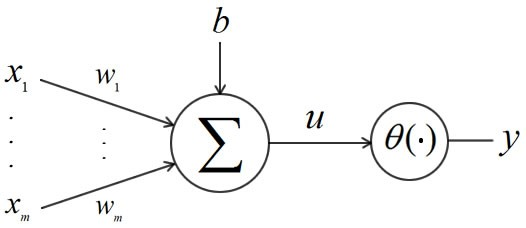 b
x₁ w₁
∑ u θ(·) y
xₘ wₘ